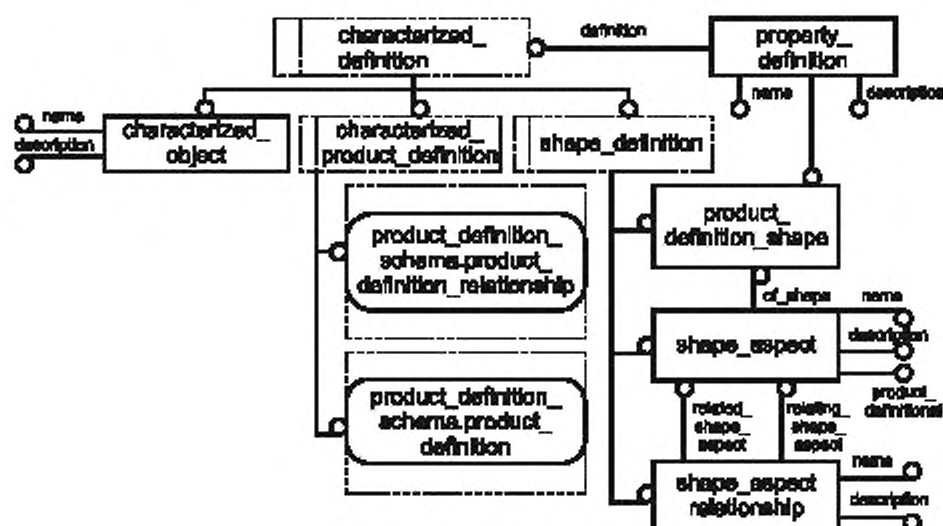 characterized_
definition
definition
property_
definition
name
description
name
description
characterized_
object
characterized_
product_definition
shape_definition
product_definition_
schema.product_
definition_relationship
product_
definition_shape
of_shape
name
description
shape_aspect
product_
definitional
product_definition_
schema.product_
definition
related_
shape_
aspect
relating_
shape_
aspect
shape_aspect
relationship
name
description